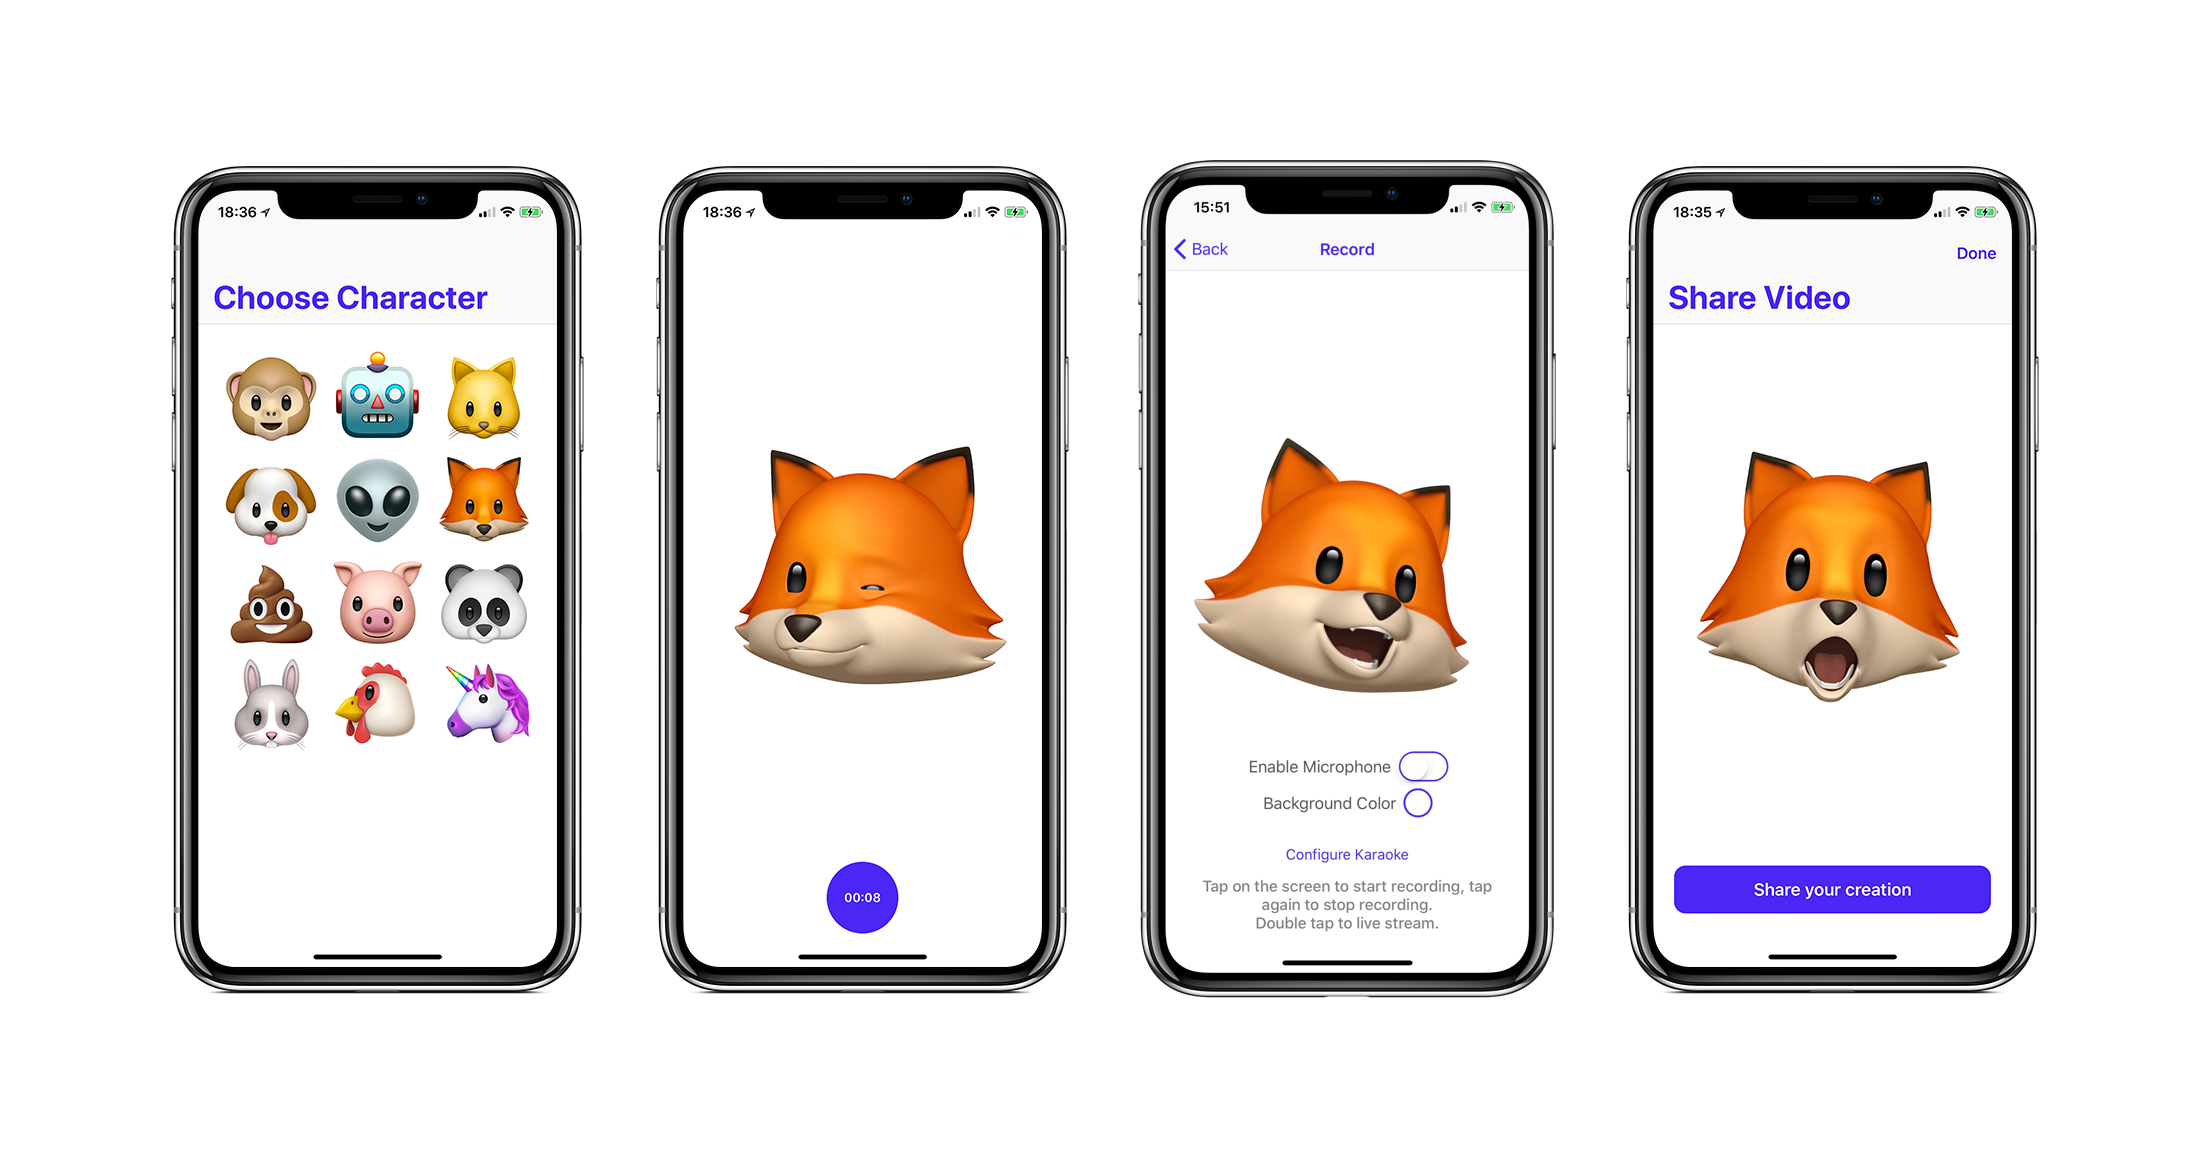 18:36
Choose Character
18:36
00:08
15:51
Back
Record
Enable Microphone
Background Color
Configure Karaoke
Tap on the screen to start recording, tap
again to stop recording.
Double tap to live stream.
18:35
Done
Share Video
Share your creation